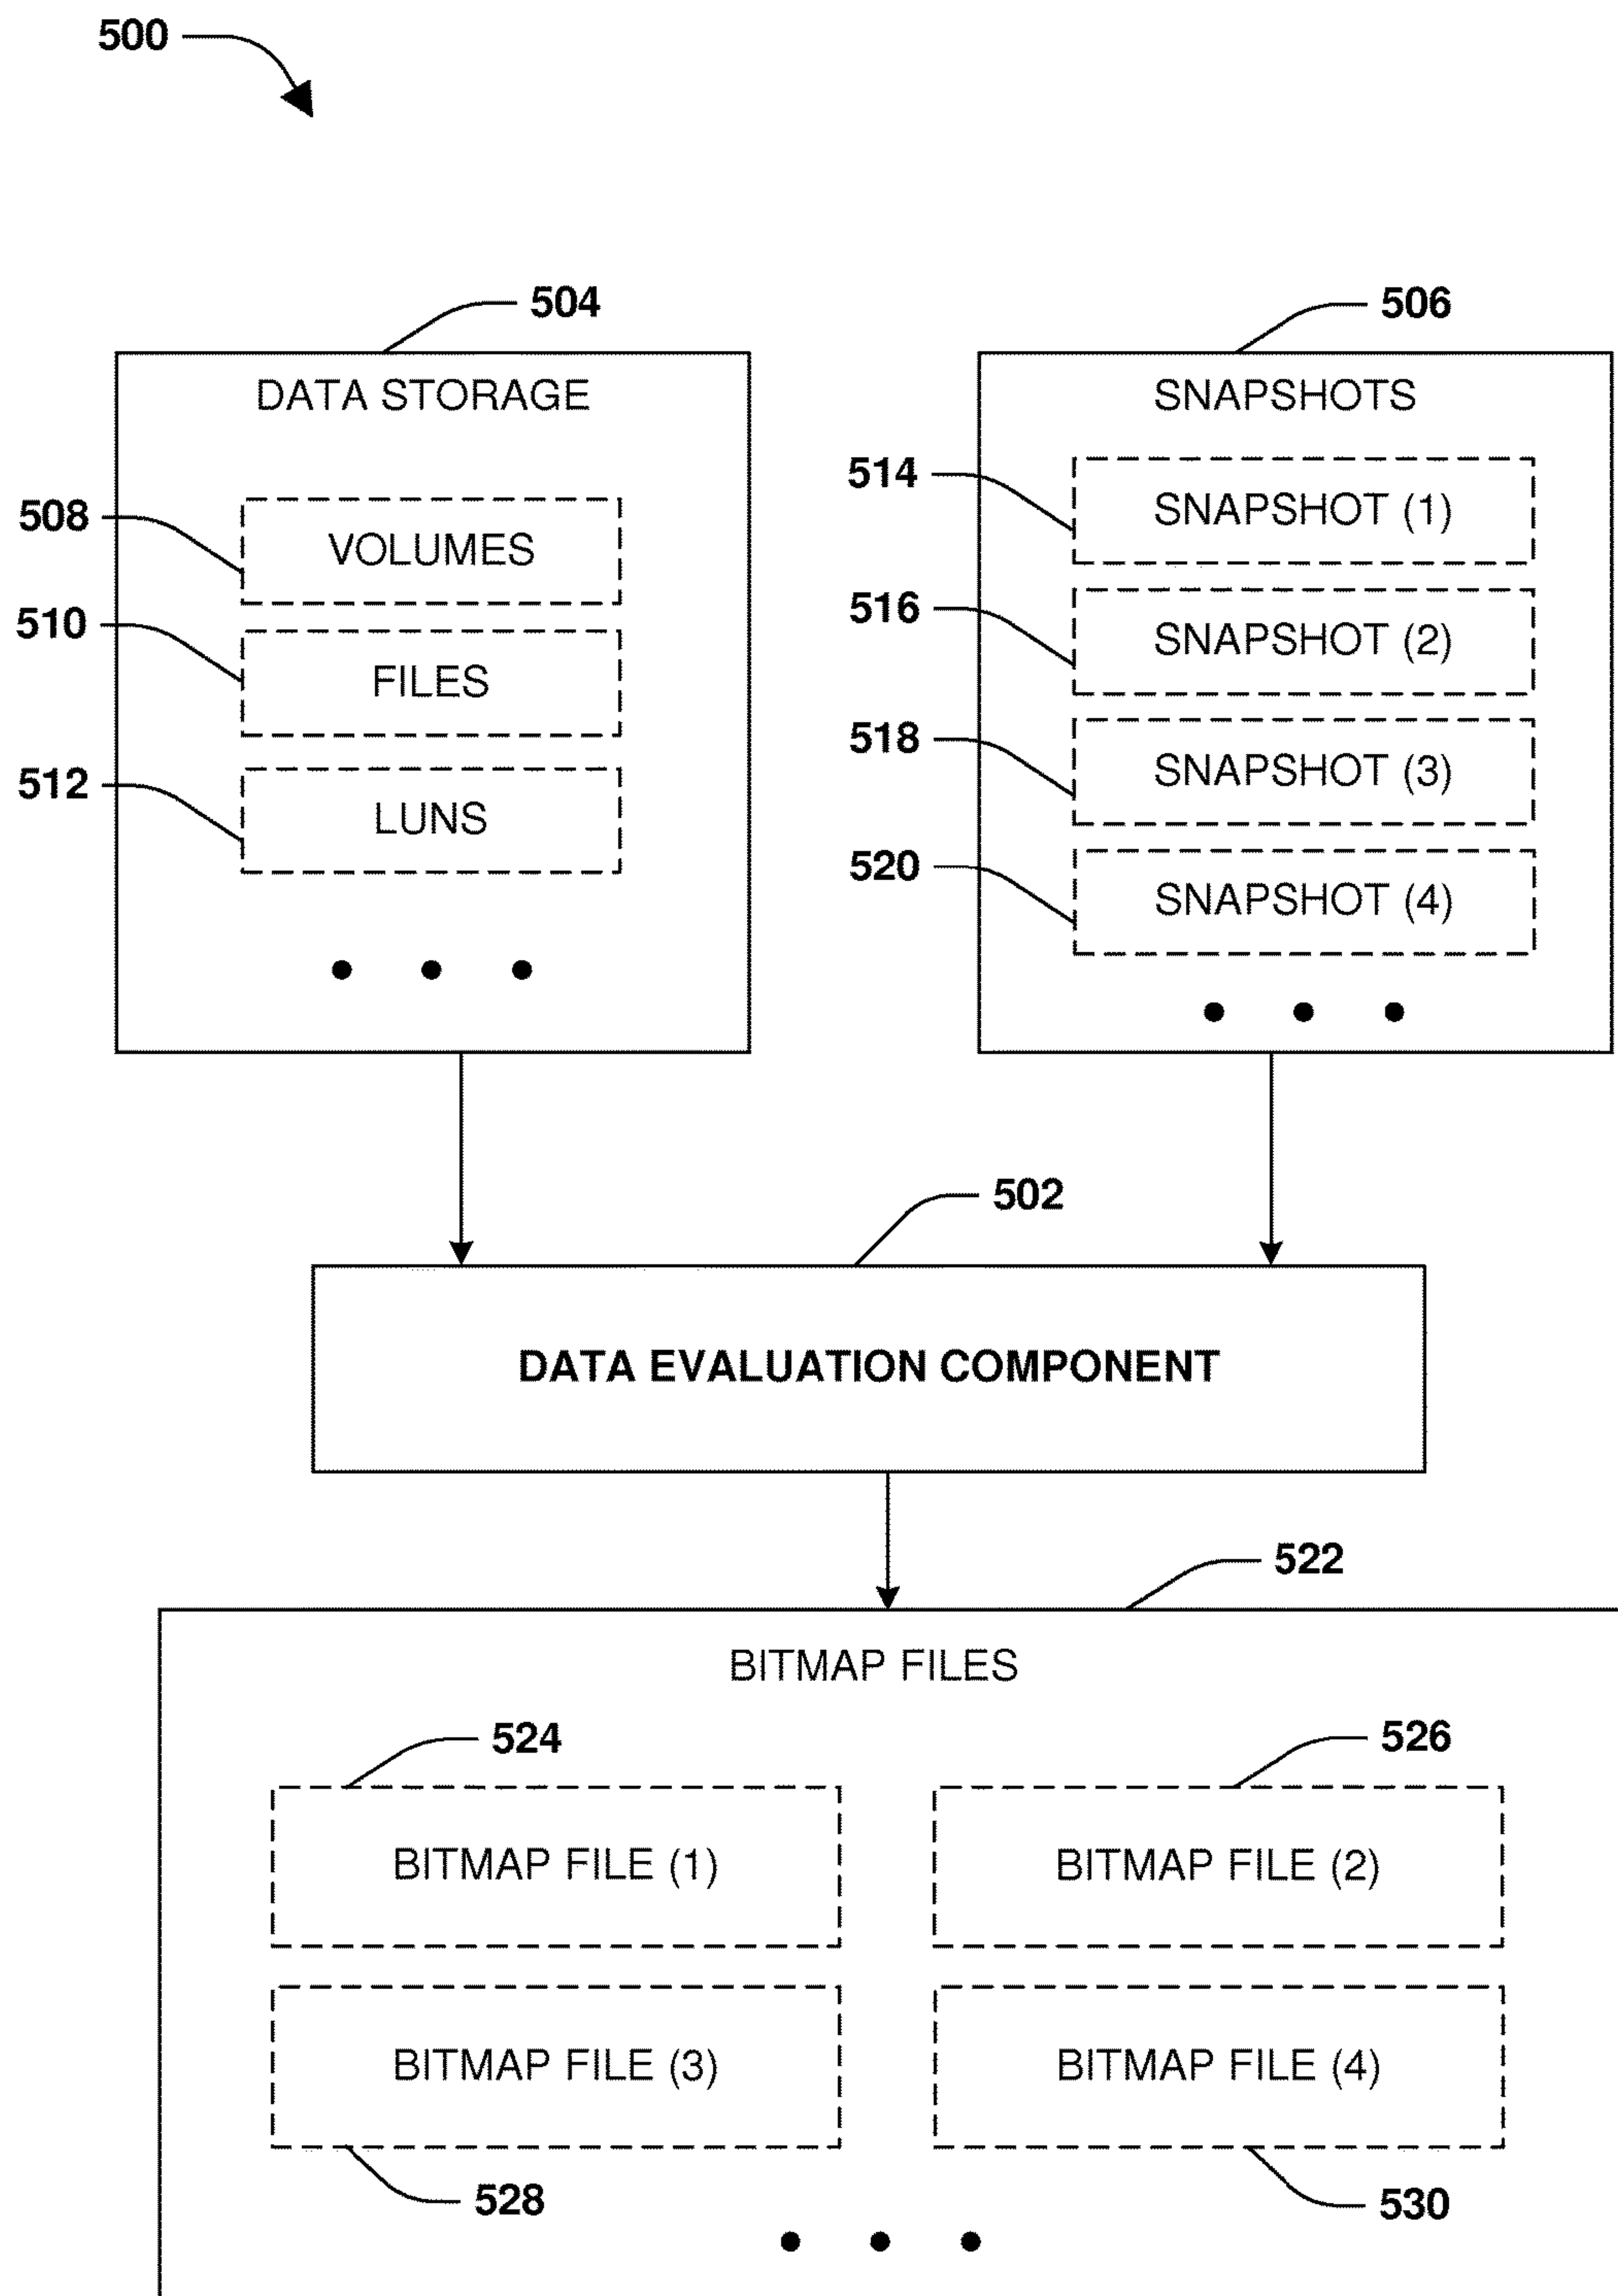 500
504
506
DATA STORAGE
SNAPSHOTS
514
SNAPSHOT (1)
508
VOLUMES
516
SNAPSHOT (2)
510
FILES
518
SNAPSHOT (3)
512
LUNS
520
SNAPSHOT (4)
502
DATA EVALUATION COMPONENT
522
BITMAP FILES
524
526
BITMAP FILE (1)
BITMAP FILE (2)
BITMAP FILE (3)
BITMAP FILE (4)
528
530